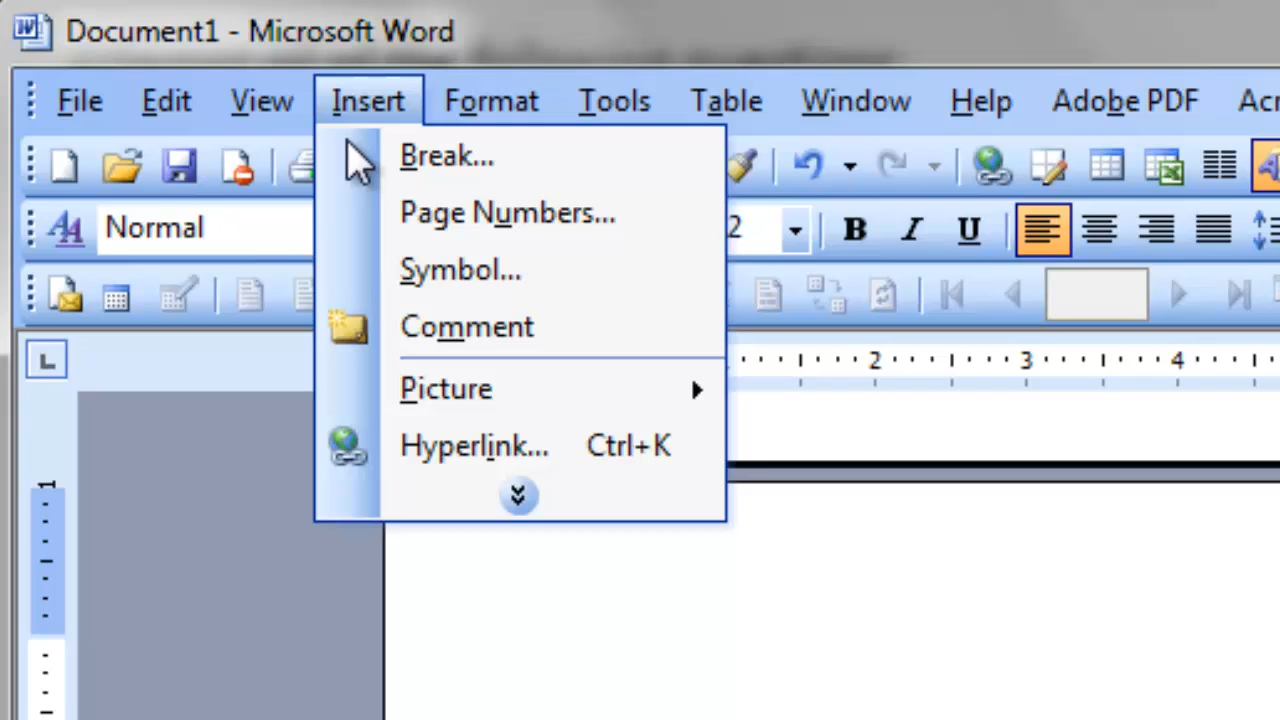 Document1 - Microsoft Word
File Edit View Insert Format Tools Table Window Help Adobe PDF
Break...
Page Numbers...
Symbol...
Comment
Picture
Hyperlink... Ctrl+K
Normal
2
B I U
L
2 3 4
1